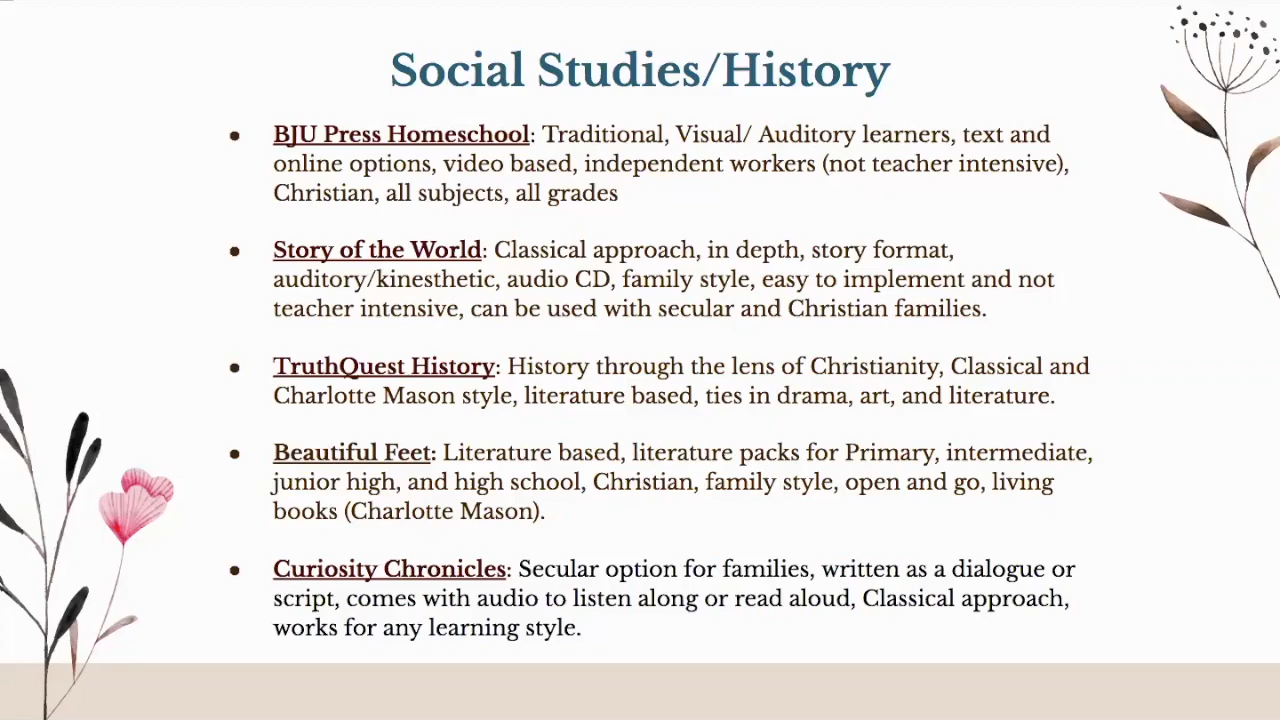 Social Studies/History
● BJU Press Homeschool: Traditional, Visual/ Auditory learners, text and
online options, video based, independent workers (not teacher intensive),
Christian, all subjects, all grades
● Story of the World: Classical approach, in depth, story format,
auditory/kinesthetic, audio CD, family style, easy to implement and not
teacher intensive, can be used with secular and Christian families.
● TruthQuest History: History through the lens of Christianity, Classical and
Charlotte Mason style, literature based, ties in drama, art, and literature.
● Beautiful Feet: Literature based, literature packs for Primary, intermediate,
junior high, and high school, Christian, family style, open and go, living
books (Charlotte Mason).
● Curiosity Chronicles: Secular option for families, written as a dialogue or
script, comes with audio to listen along or read aloud, Classical approach,
works for any learning style.